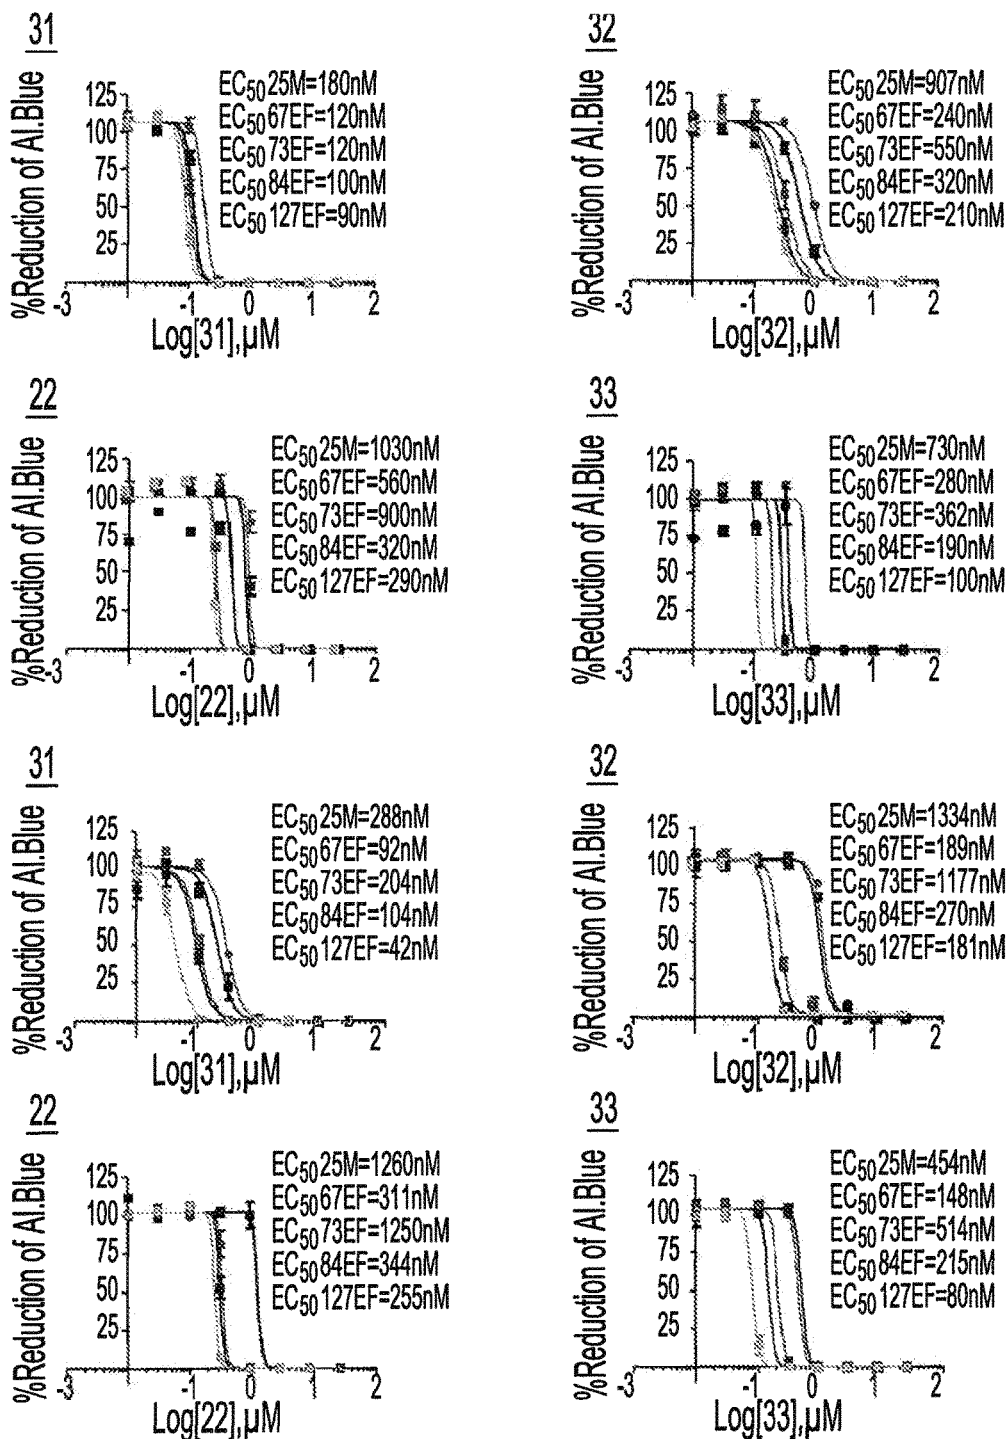 31
%Reduction of Al.Blue
125
100
75
50
25
-3
-1
0
1
2
Log[31],µM
EC50 25M=180nM
EC50 67EF=120nM
EC50 73EF=120nM
EC50 84EF=100nM
EC50 127EF=90nM
32
%Reduction of Al.Blue
125
100
75
50
25
-3
-1
0
1
2
Log[32],µM
EC50 25M=907nM
EC50 67EF=240nM
EC50 73EF=550nM
EC50 84EF=320nM
EC50 127EF=210nM
22
%Reduction of Al.Blue
125
100
75
50
25
-3
-1
0
1
2
Log[22],µM
EC50 25M=1030nM
EC50 67EF=560nM
EC50 73EF=900nM
EC50 84EF=320nM
EC50 127EF=290nM
33
%Reduction of Al.Blue
125
100
75
50
25
-3
-1
0
1
2
Log[33],µM
EC50 25M=730nM
EC50 67EF=280nM
EC50 73EF=362nM
EC50 84EF=190nM
EC50 127EF=100nM
31
%Reduction of Al.Blue
125
100
75
50
25
-3
-1
0
1
2
Log[31],µM
EC50 25M=288nM
EC50 67EF=92nM
EC50 73EF=204nM
EC50 84EF=104nM
EC50 127EF=42nM
32
%Reduction of Al.Blue
125
100
75
50
25
-3
-1
0
1
2
Log[32],µM
EC50 25M=1334nM
EC50 67EF=189nM
EC50 73EF=1177nM
EC50 84EF=270nM
EC50 127EF=181nM
22
%Reduction of Al.Blue
125
100
75
50
25
-3
-1
0
1
2
Log[22],µM
EC50 25M=1260nM
EC50 67EF=311nM
EC50 73EF=1250nM
EC50 84EF=344nM
EC50 127EF=255nM
33
%Reduction of Al.Blue
125
100
75
50
25
-3
-1
0
1
2
Log[33],µM
EC50 25M=454nM
EC50 67EF=148nM
EC50 73EF=514nM
EC50 84EF=215nM
EC50 127EF=80nM